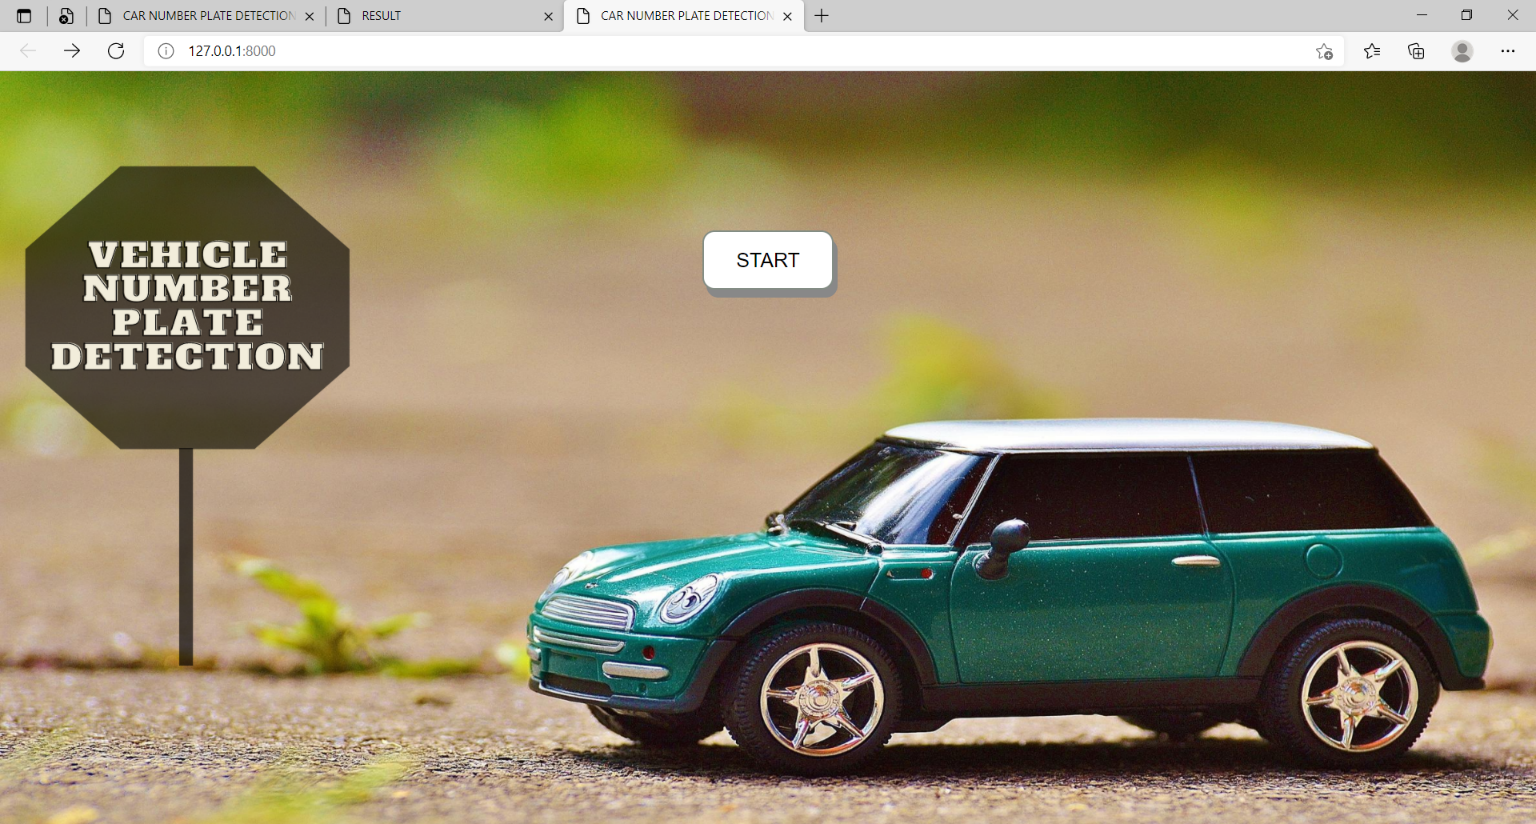 CAR NUMBER PLATE DETECTION
RESULT
CAR NUMBER PLATE DETECTION
127.0.0.1:8000
VEHICLE
NUMBER
PLATE
DETECTION
START